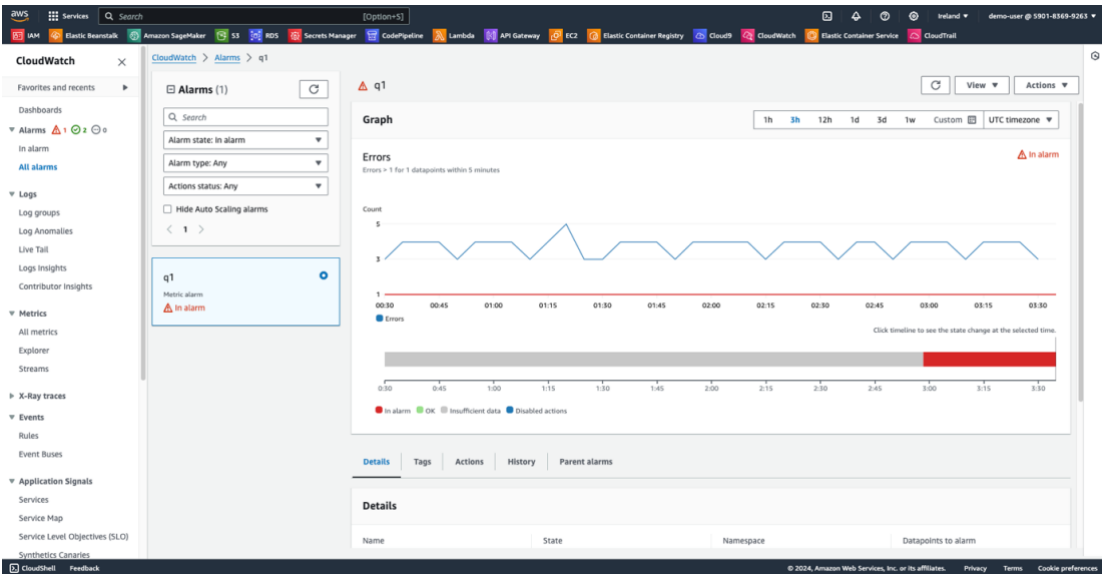 aws Services Search [Option+S] Ireland ▼ demo-user @ 5901-8369-9263 ▼
IAM Elastic Beanstalk Amazon SageMaker S3 RDS Secrets Manager CodePipeline Lambda API Gateway EC2 Elastic Container Registry Cloud9 CloudWatch Elastic Container Service CloudTrail
CloudWatch
Favorites and recents
Dashboards
Alarms 1 2 0
In alarm
All alarms
Logs
Log groups
Log Anomalies
Live Tail
Logs Insights
Contributor Insights
Metrics
All metrics
Explorer
Streams
X-Ray traces
Events
Rules
Event Buses
Application Signals
Services
Service Map
Service Level Objectives (SLO)
Synthetics Canaries
CloudWatch > Alarms > q1
Alarms (1)
Search
Alarm state: In alarm
Alarm type: Any
Actions status: Any
Hide Auto Scaling alarms
< 1 >
q1
Metric alarm
In alarm
q1 View ▼ Actions ▼
Graph 1h 3h 12h 1d 3d 1w Custom UTC timezone ▼
Errors In alarm
Errors > 1 for 1 datapoints within 5 minutes
Count
5
3
1
00:30 00:45 01:00 01:15 01:30 01:45 02:00 02:15 02:30 02:45 03:00 03:15 03:30
Errors
Click timeline to see the state change at the selected time.
0:30 0:45 1:00 1:15 1:30 1:45 2:00 2:15 2:30 2:45 3:00 3:15 3:30
In alarm OK Insufficient data Disabled actions
Details Tags Actions History Parent alarms
Details
Name State Namespace Datapoints to alarm
CloudShell Feedback © 2024, Amazon Web Services, Inc. or its affiliates. Privacy Terms Cookie preferences